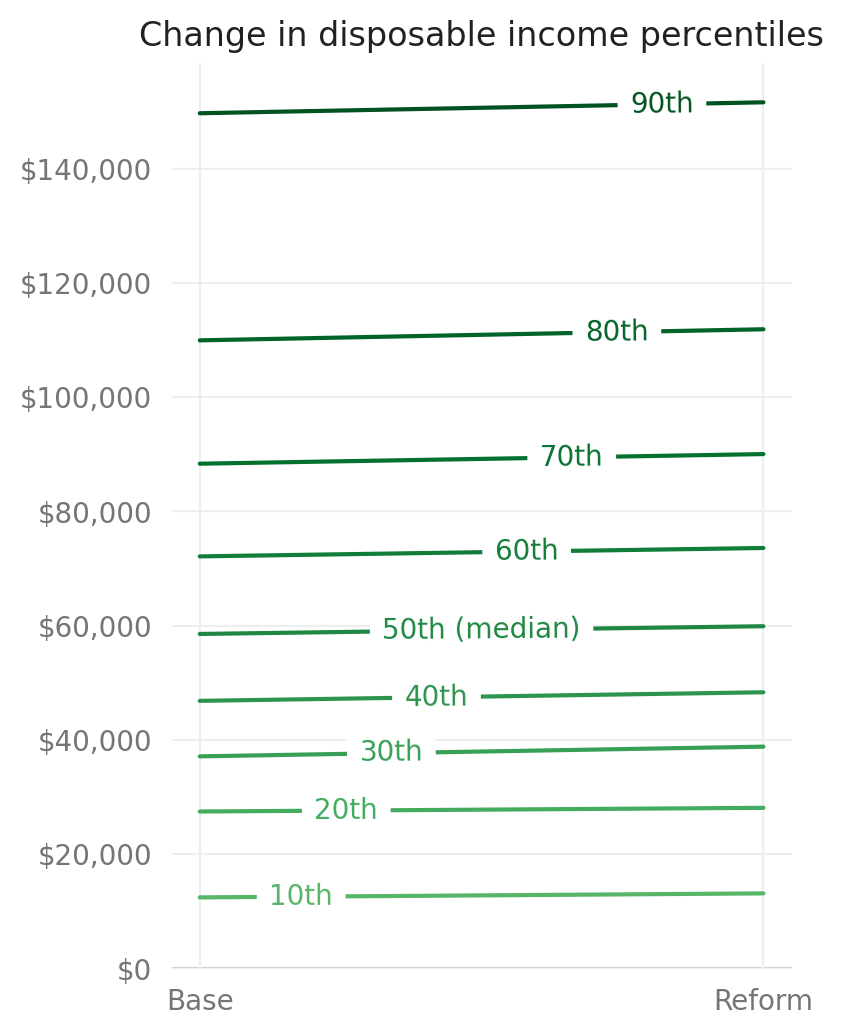 Change in disposable income percentiles
90th
$140,000
$120,000
80th
$100,000
70th
$80,000
60th
$60,000
50th (median)
40th
$40,000
30th
20th
$20,000
10th
$0
Base
Reform